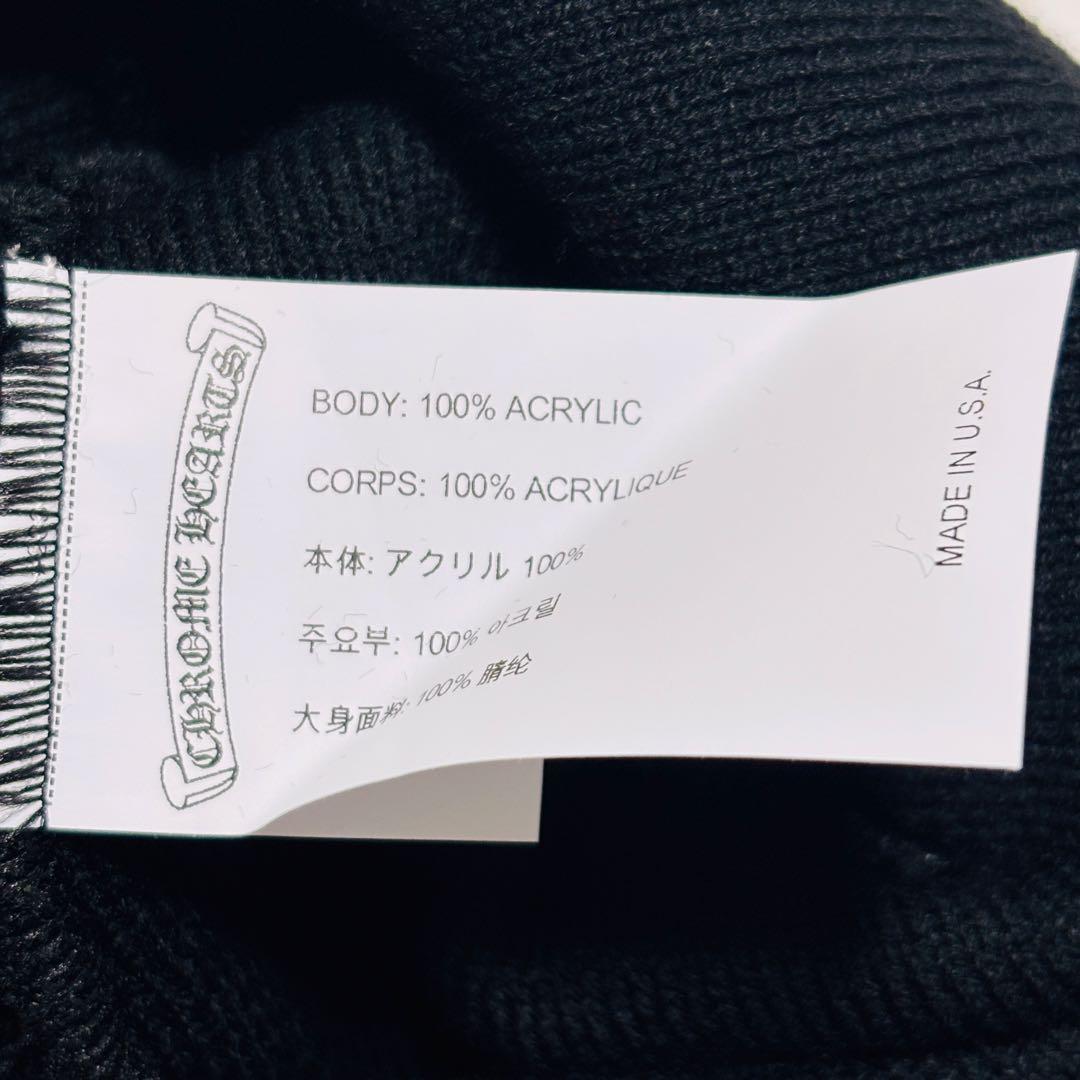 CHROME HEARTS
BODY: 100% ACRYLIC
CORPS: 100% ACRYLIQUE
本体: アクリル 100%
주요부: 100% 아크릴
大身面料: 100% 腈纶
MADE IN U.S.A.